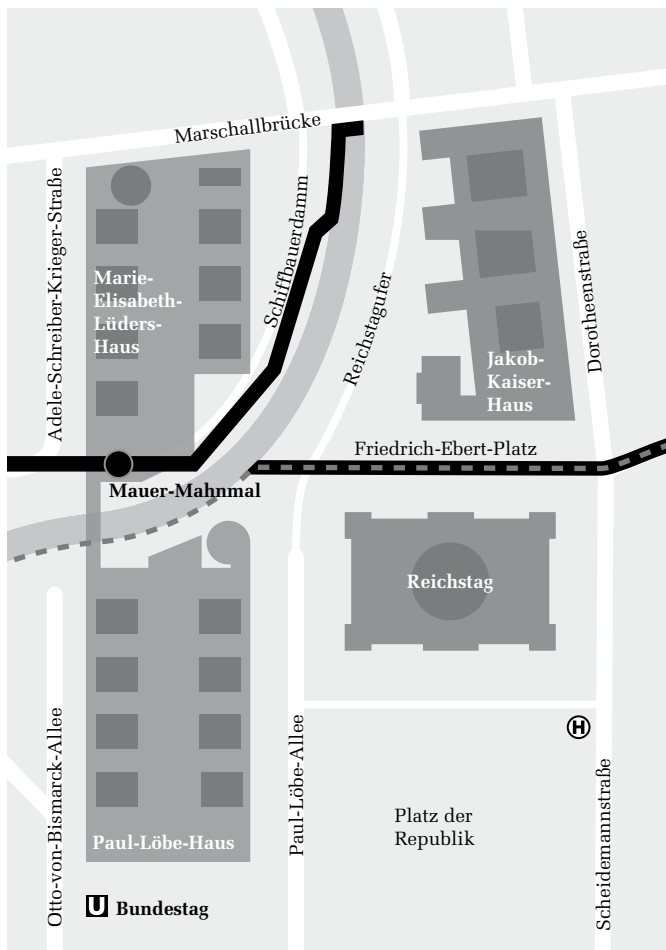 Marschallbrücke
Adele-Schreiber-Krieger-Straße
Schiffbauerdamm
Reichstagufer
Dorotheenstraße
Marie-
Elisabeth-
Lüders-
Haus
Jakob-
Kaiser-
Haus
Friedrich-Ebert-Platz
Mauer-Mahnmal
Reichstag
Otto-von-Bismarck-Allee
Paul-Löbe-Allee
H
Scheidemannstraße
Platz der
Republik
Paul-Löbe-Haus
U Bundestag